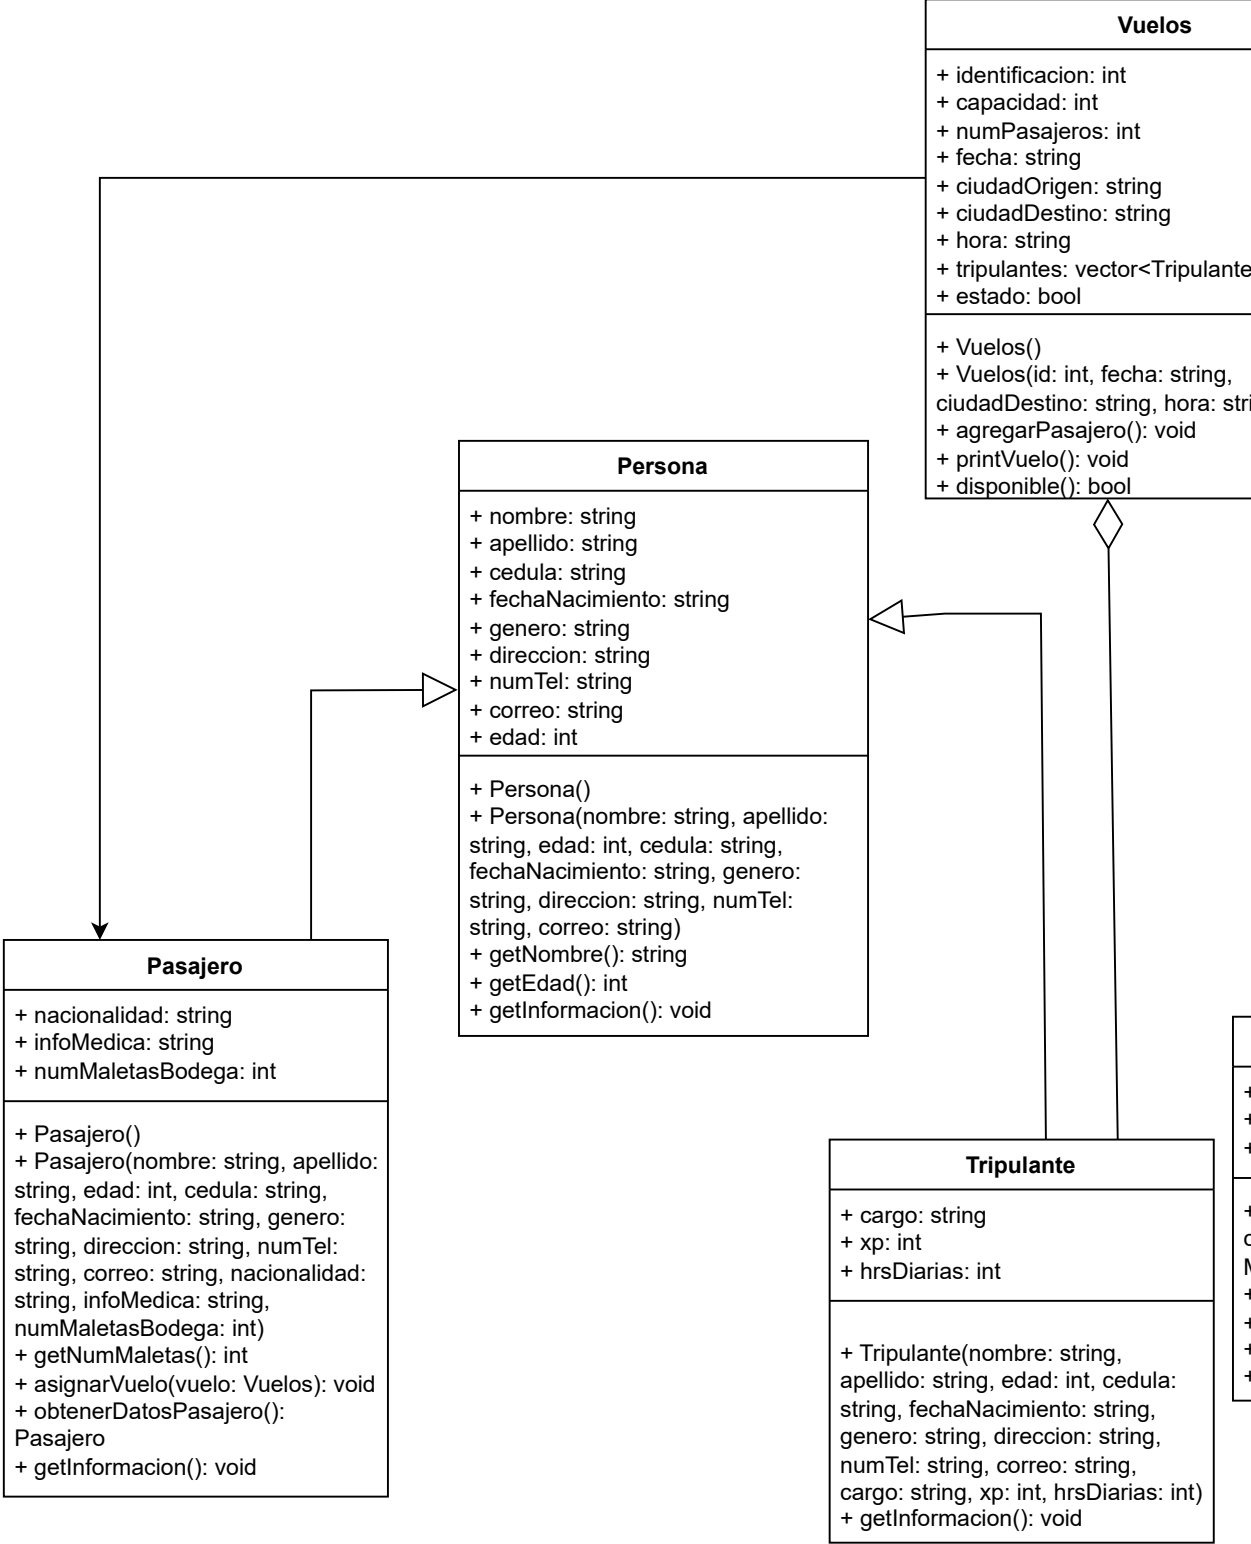 Vuelos
+ identificacion: int
+ capacidad: int
+ numPasajeros: int
+ fecha: string
+ ciudadOrigen: string
+ ciudadDestino: string
+ hora: string
+ tripulantes: vector<Tripulante
+ estado: bool
+ Vuelos()
+ Vuelos(id: int, fecha: string,
ciudadDestino: string, hora: stri
+ agregarPasajero(): void
+ printVuelo(): void
+ disponible(): bool
Persona
+ nombre: string
+ apellido: string
+ cedula: string
+ fechaNacimiento: string
+ genero: string
+ direccion: string
+ numTel: string
+ correo: string
+ edad: int
+ Persona()
+ Persona(nombre: string, apellido:
string, edad: int, cedula: string,
fechaNacimiento: string, genero:
string, direccion: string, numTel:
string, correo: string)
+ getNombre(): string
+ getEdad(): int
+ getInformacion(): void
Pasajero
+ nacionalidad: string
+ infoMedica: string
+ numMaletasBodega: int
+ Pasajero()
+ Pasajero(nombre: string, apellido:
string, edad: int, cedula: string,
fechaNacimiento: string, genero:
string, direccion: string, numTel:
string, correo: string, nacionalidad:
string, infoMedica: string,
numMaletasBodega: int)
+ getNumMaletas(): int
+ asignarVuelo(vuelo: Vuelos): void
+ obtenerDatosPasajero():
Pasajero
+ getInformacion(): void
Tripulante
+ cargo: string
+ xp: int
+ hrsDiarias: int
+ Tripulante(nombre: string,
apellido: string, edad: int, cedula:
string, fechaNacimiento: string,
genero: string, direccion: string,
numTel: string, correo: string,
cargo: string, xp: int, hrsDiarias: int)
+ getInformacion(): void
+
+
+
+
+
+
+
+